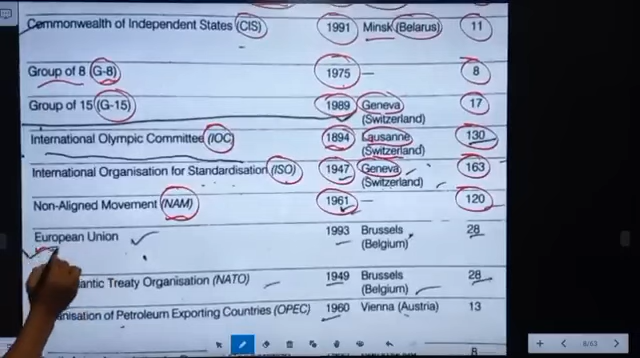 Commonwealth of Independent States (CIS) 1991 Minsk (Belarus) 11
Group of 8 (G-8) 1975 — 8
Group of 15 (G-15) 1989 Geneva 17
(Switzerland)
International Olympic Committee (IOC) 1894 Lausanne 130
(Switzerland)
International Organisation for Standardisation (ISO) 1947 Geneva 163
(Switzerland)
Non-Aligned Movement (NAM) 1961 — 120
European Union 1993 Brussels 28
(Belgium)
antic Treaty Organisation (NATO) 1949 Brussels 28
(Belgium)
anisation of Petroleum Exporting Countries (OPEC) 1960 Vienna (Austria) 13
8
8/63